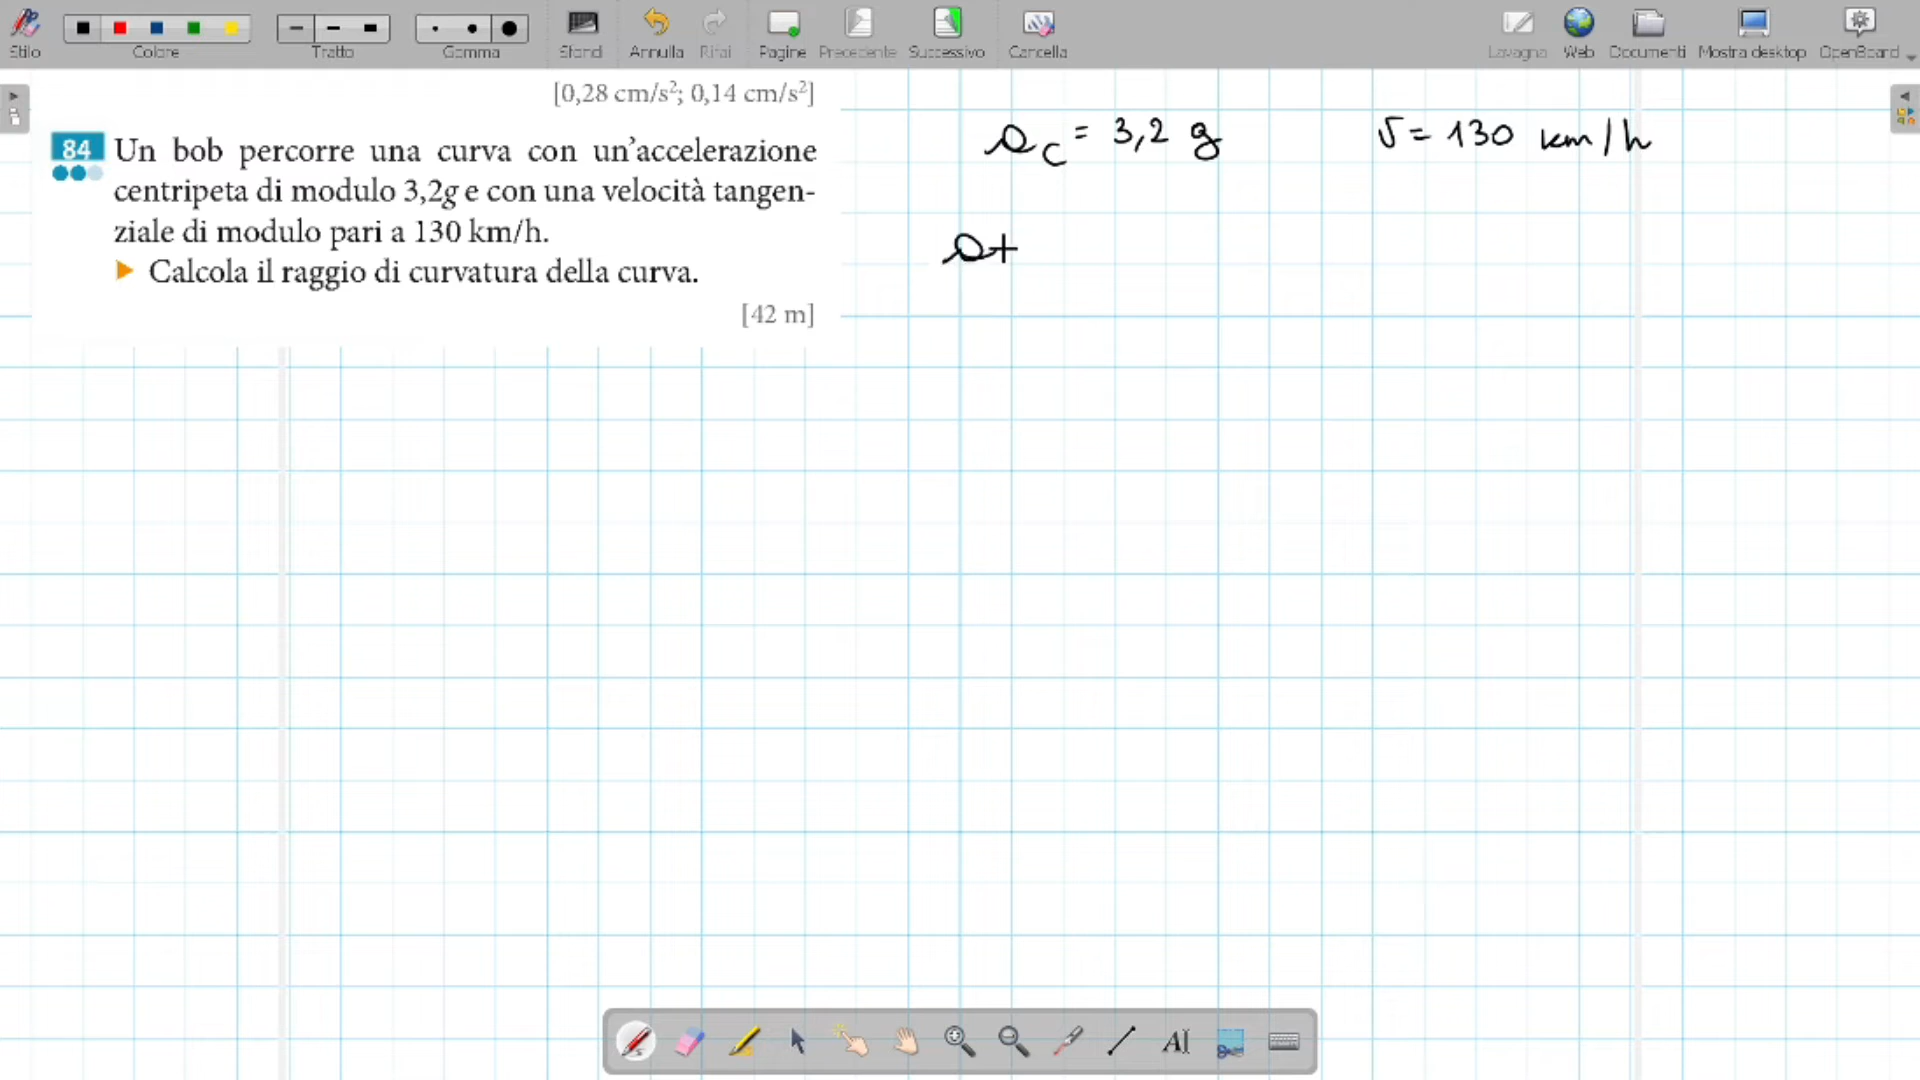 Stilo Colore Tratto Gomma Sfondi Annulla Rifai Pagine Precedente Successivo Cancella Lavagna Web Documenti Mostra desktop OpenBoard
[0,28 cm/s²; 0,14 cm/s²]
84 Un bob percorre una curva con un'accelerazione
centripeta di modulo 3,2g e con una velocità tangen-
ziale di modulo pari a 130 km/h.
▶ Calcola il raggio di curvatura della curva.
[42 m]
a_c = 3,2 g v = 130 km/h
at
AI